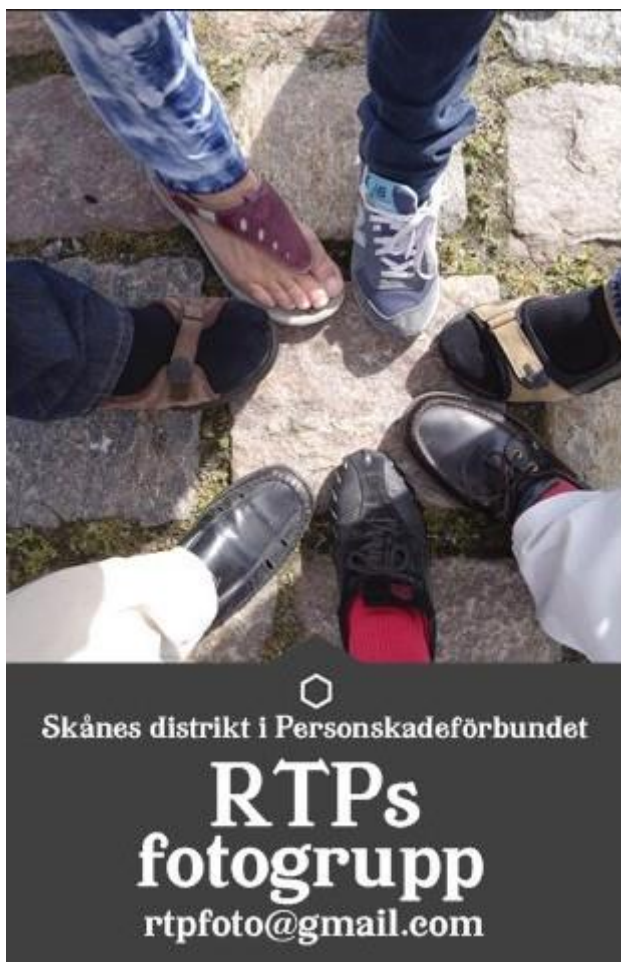 Skånes distrikt i Personskadeförbundet
RTPs
fotogrupp
rtpfoto@gmail.com